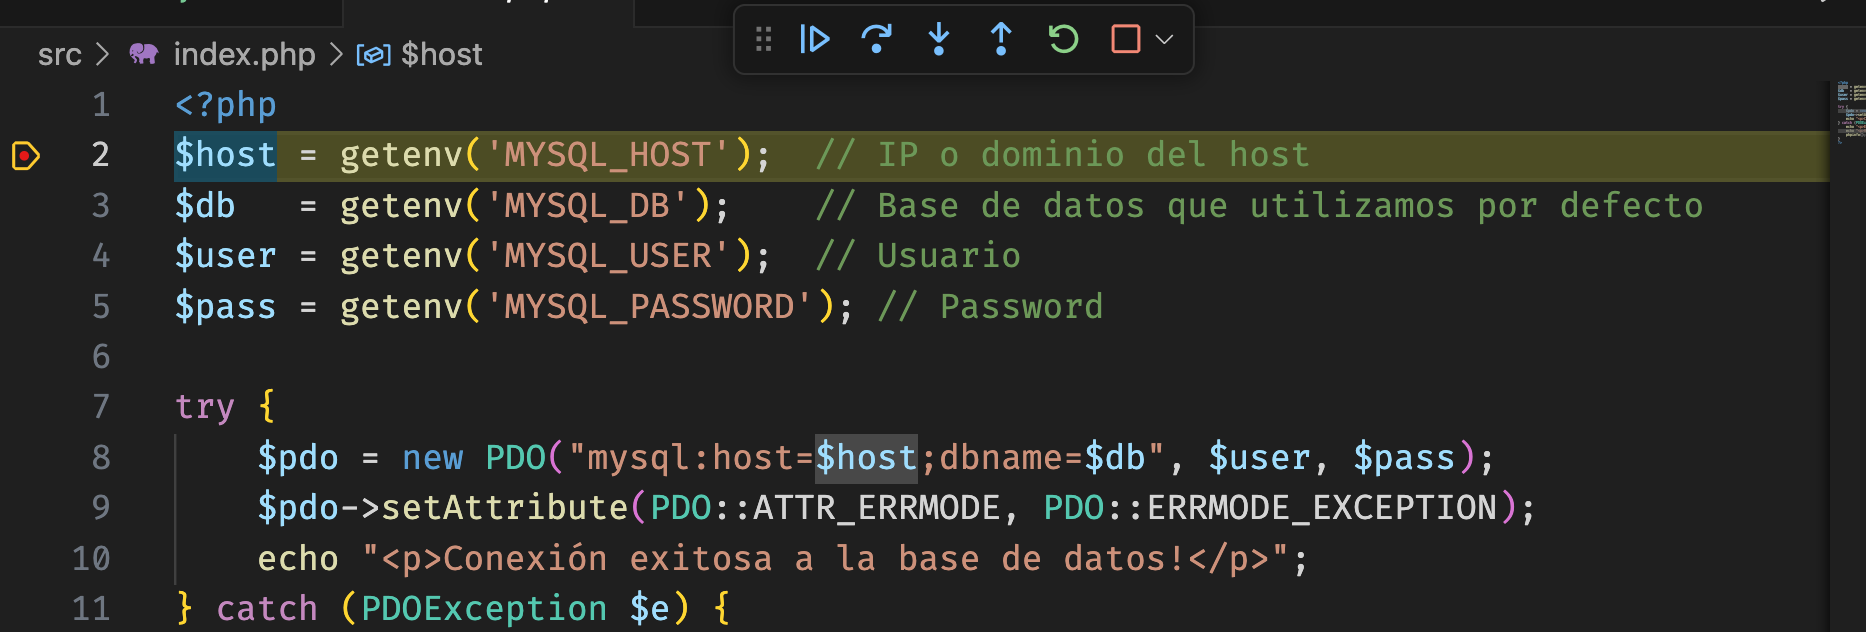 src > index.php > $host
1 <?php
2 $host = getenv('MYSQL_HOST');  // IP o dominio del host
3 $db   = getenv('MYSQL_DB');    // Base de datos que utilizamos por defecto
4 $user = getenv('MYSQL_USER');  // Usuario
5 $pass = getenv('MYSQL_PASSWORD'); // Password
6
7 try {
8     $pdo = new PDO("mysql:host=$host;dbname=$db", $user, $pass);
9     $pdo->setAttribute(PDO::ATTR_ERRMODE, PDO::ERRMODE_EXCEPTION);
10     echo "<p>Conexión exitosa a la base de datos!</p>";
11 } catch (PDOException $e) {